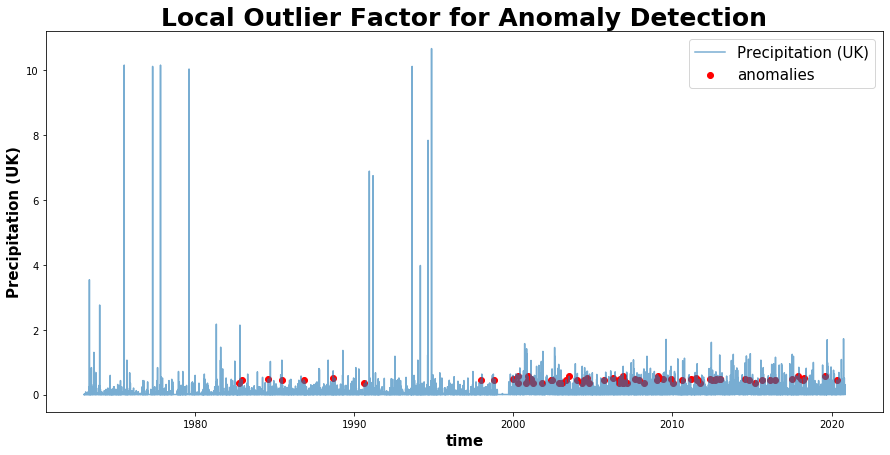 Local Outlier Factor for Anomaly Detection
Precipitation (UK)
anomalies
Precipitation (UK)
10
8
6
4
2
0
1980 1990 2000 2010 2020
time